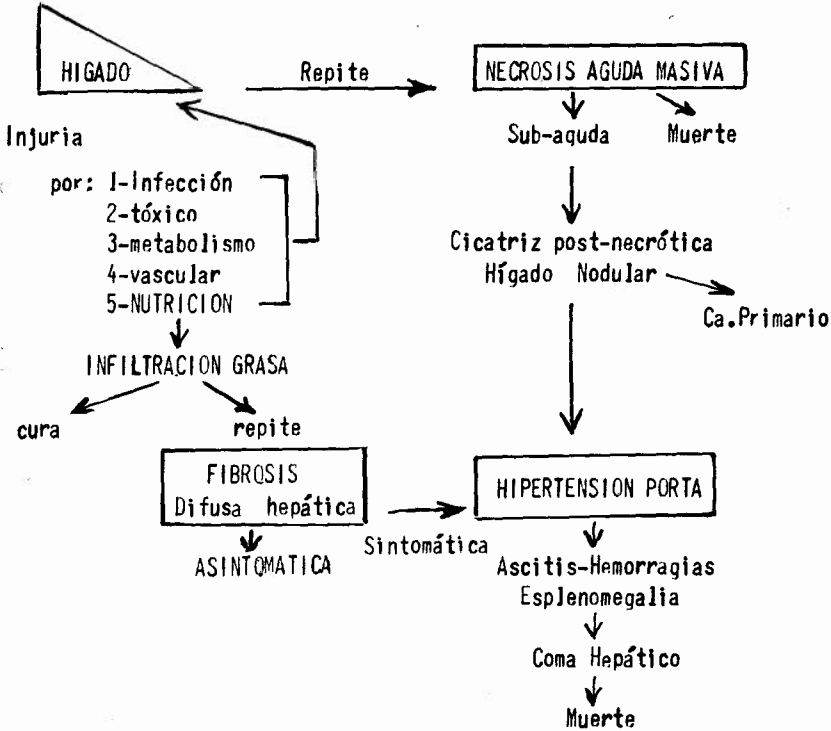 HIGADO
Repite
NECROSIS AGUDA MASIVA
Injuria
Sub-aguda Muerte
por: 1-Infección
2-tóxico
3-metabolismo
4-vascular
5-NUTRICION
Cicatriz post-necrótica
Hígado Nodular
Ca.Primario
INFILTRACION GRASA
cura repite
FIBROSIS
Difusa hepática
HIPERTENSION PORTA
Sintomática
ASINTOMATICA
Ascitis-Hemorragias
Esplenomegalia
Coma Hepático
Muerte